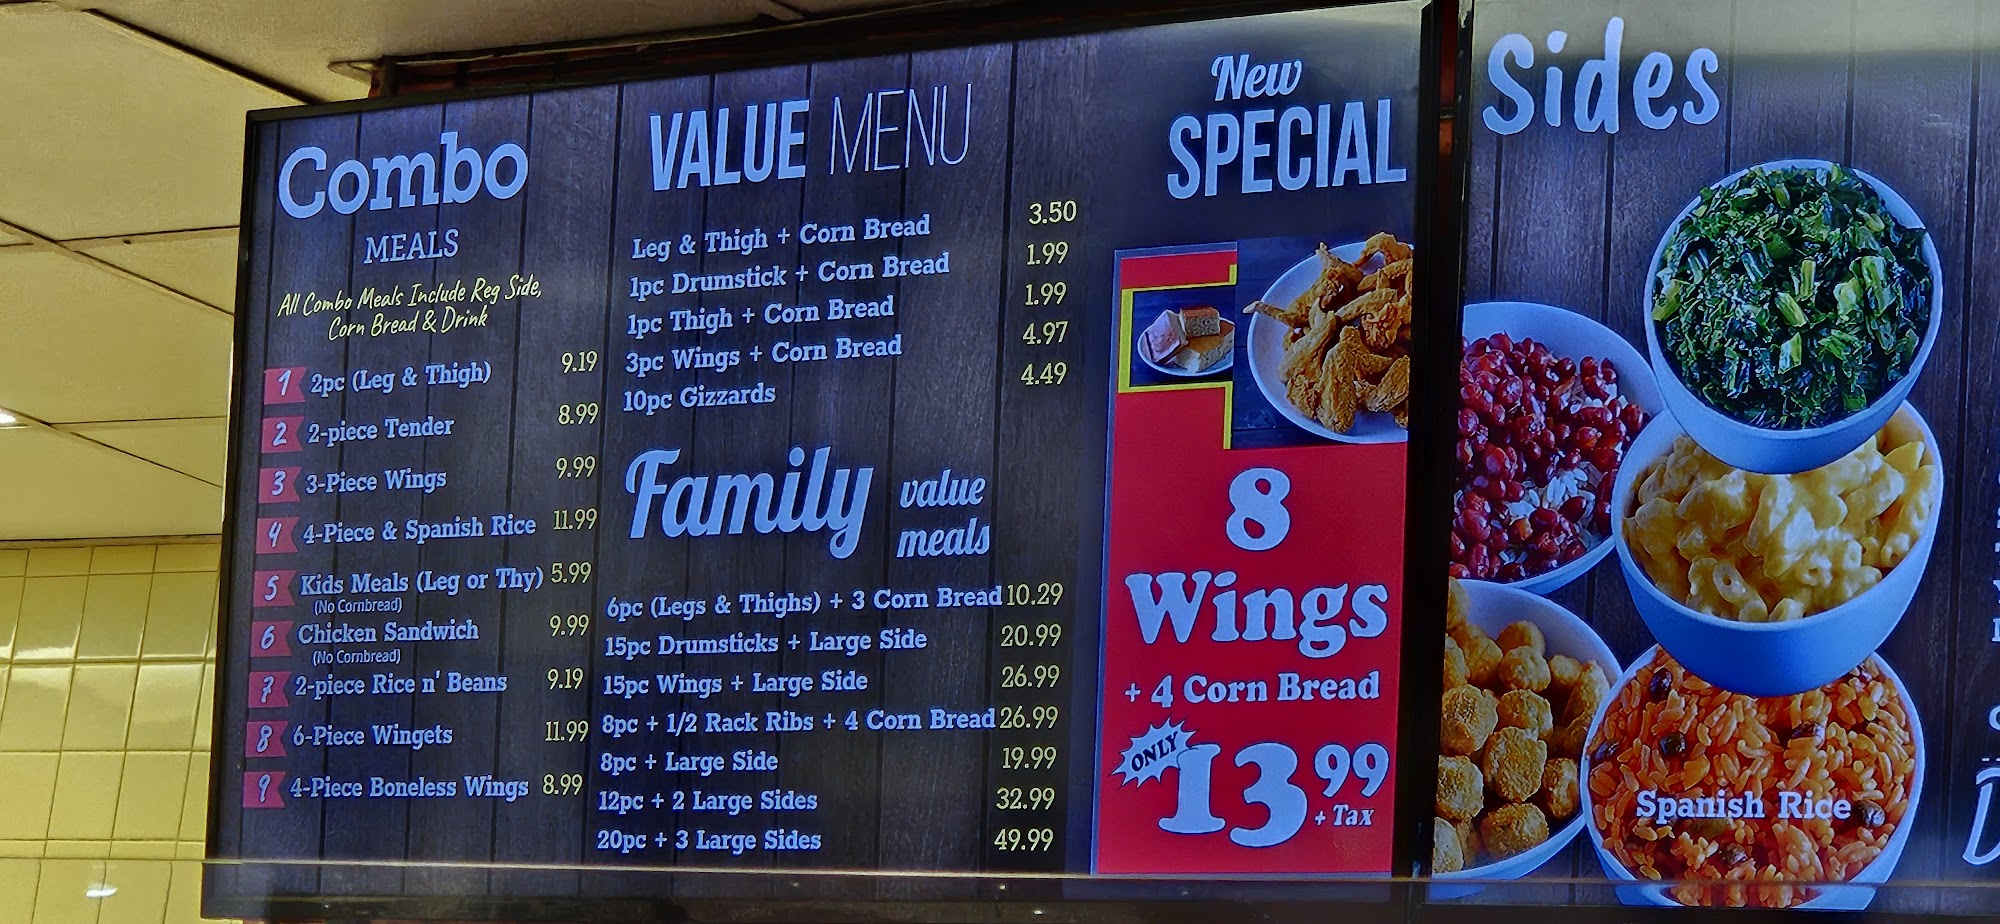 Combo
MEALS
All Combo Meals Include Reg Side,
Corn Bread & Drink
1 2pc (Leg & Thigh) 9.19
2 2-piece Tender 8.99
3 3-Piece Wings 9.99
4 4-Piece & Spanish Rice 11.99
5 Kids Meals (Leg or Thy) 5.99
(No Cornbread)
6 Chicken Sandwich 9.99
(No Cornbread)
7 2-piece Rice n' Beans 9.19
8 6-Piece Wingets 11.99
9 4-Piece Boneless Wings 8.99
VALUE MENU
Leg & Thigh + Corn Bread 3.50
1pc Drumstick + Corn Bread 1.99
1pc Thigh + Corn Bread 1.99
3pc Wings + Corn Bread 4.97
10pc Gizzards 4.49
Family value
meals
6pc (Legs & Thighs) + 3 Corn Bread 10.29
15pc Drumsticks + Large Side 20.99
15pc Wings + Large Side 26.99
8pc + 1/2 Rack Ribs + 4 Corn Bread 26.99
8pc + Large Side 19.99
12pc + 2 Large Sides 32.99
20pc + 3 Large Sides 49.99
New
SPECIAL
8
Wings
+ 4 Corn Bread
ONLY 13 99
+ Tax
Sides
Spanish Rice